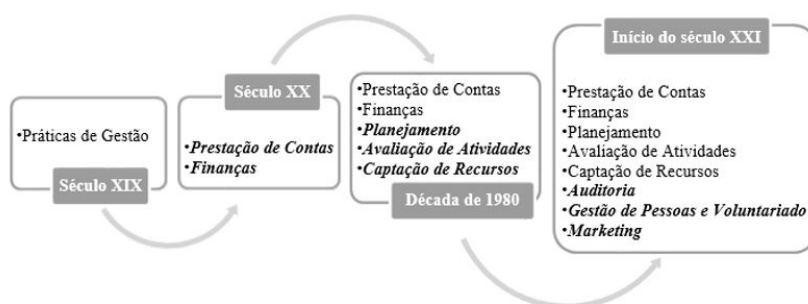 •Práticas de Gestão
Século XIX
Século XX
•Prestação de Contas
•Finanças
•Prestação de Contas
•Finanças
•Planejamento
•Avaliação de Atividades
•Captação de Recursos
Década de 1980
Início do século XXI
•Prestação de Contas
•Finanças
•Planejamento
•Avaliação de Atividades
•Captação de Recursos
•Auditoria
•Gestão de Pessoas e Voluntariado
•Marketing